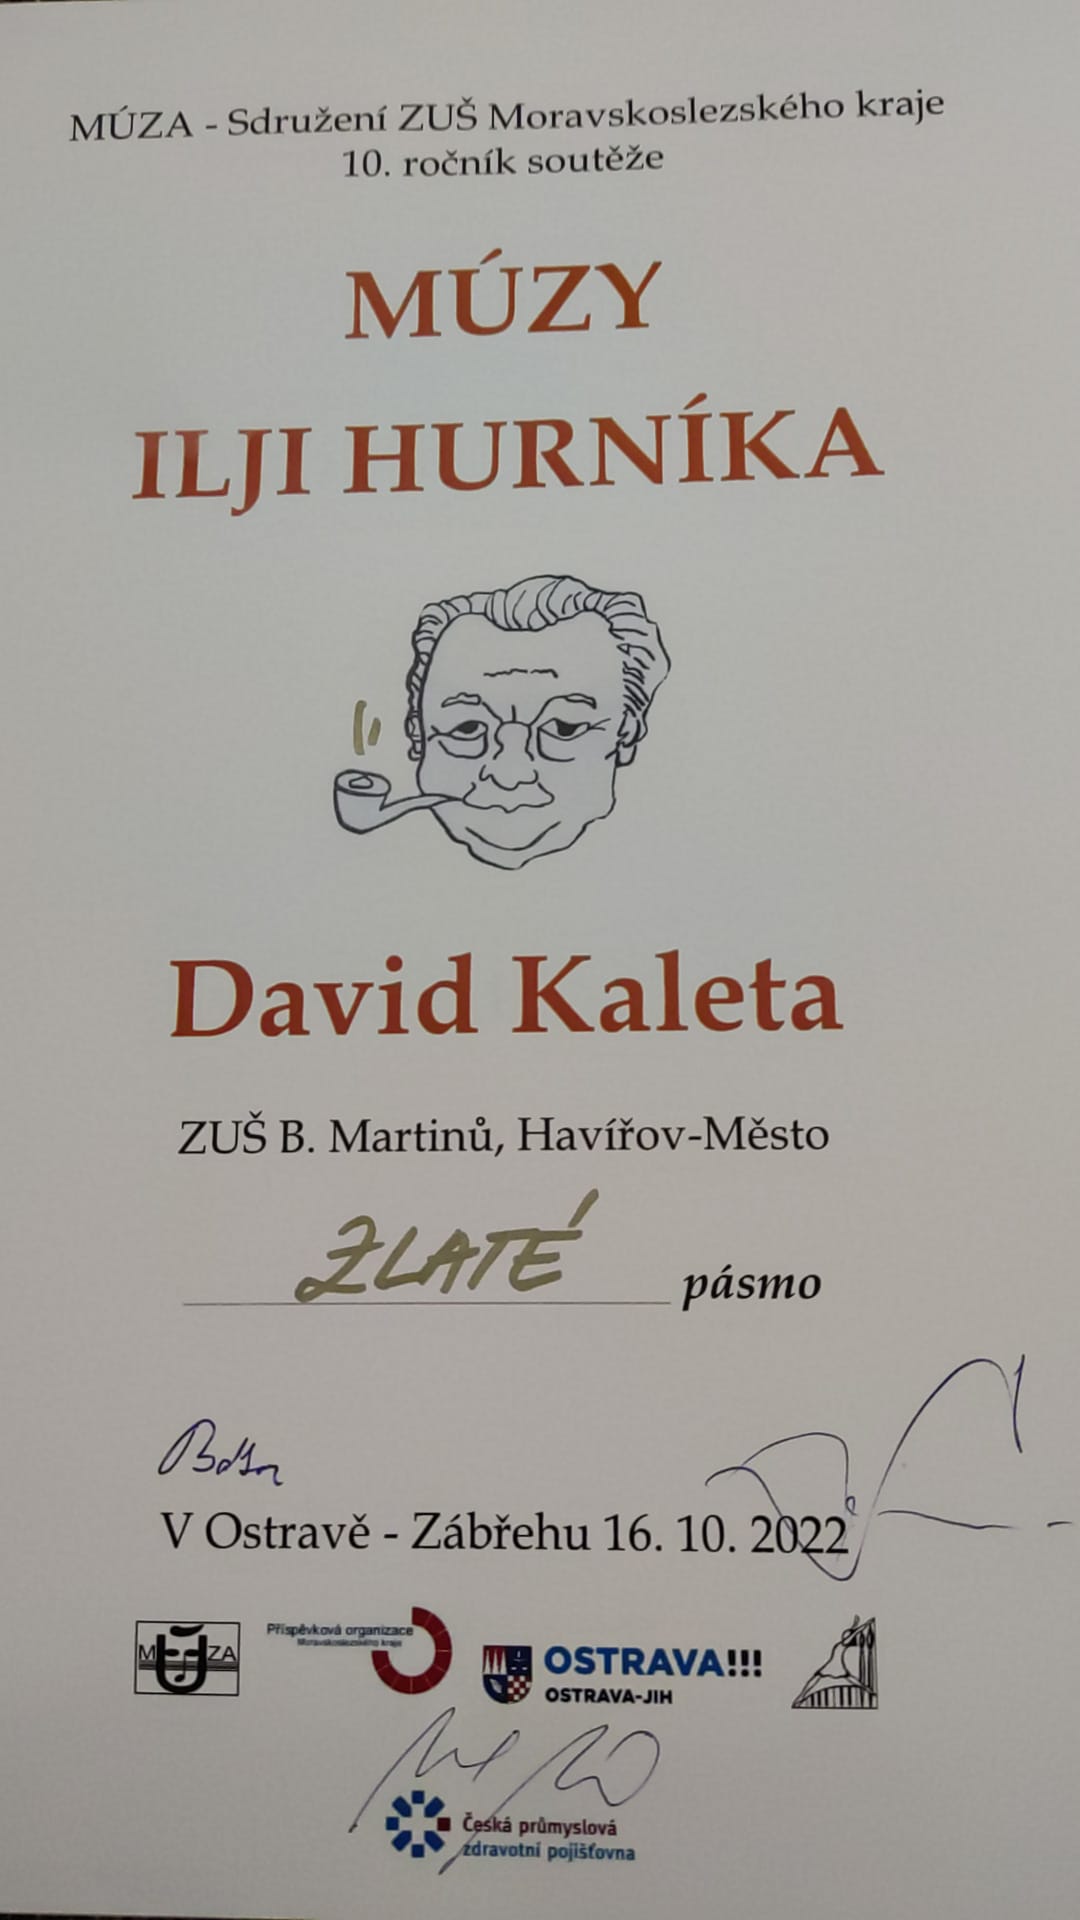 MÚZA - Sdružení ZUŠ Moravskoslezského kraje
10. ročník soutěže
MÚZY
ILJI HURNÍKA
David Kaleta
ZUŠ B. Martinů, Havířov-Město
ZLATÉ pásmo
V Ostravě - Zábřehu 16. 10. 2022
MÚZA
Příspěvková organizace
Moravskoslezského kraje
OSTRAVA!!!
OSTRAVA-JIH
Česká průmyslová
zdravotní pojišťovna